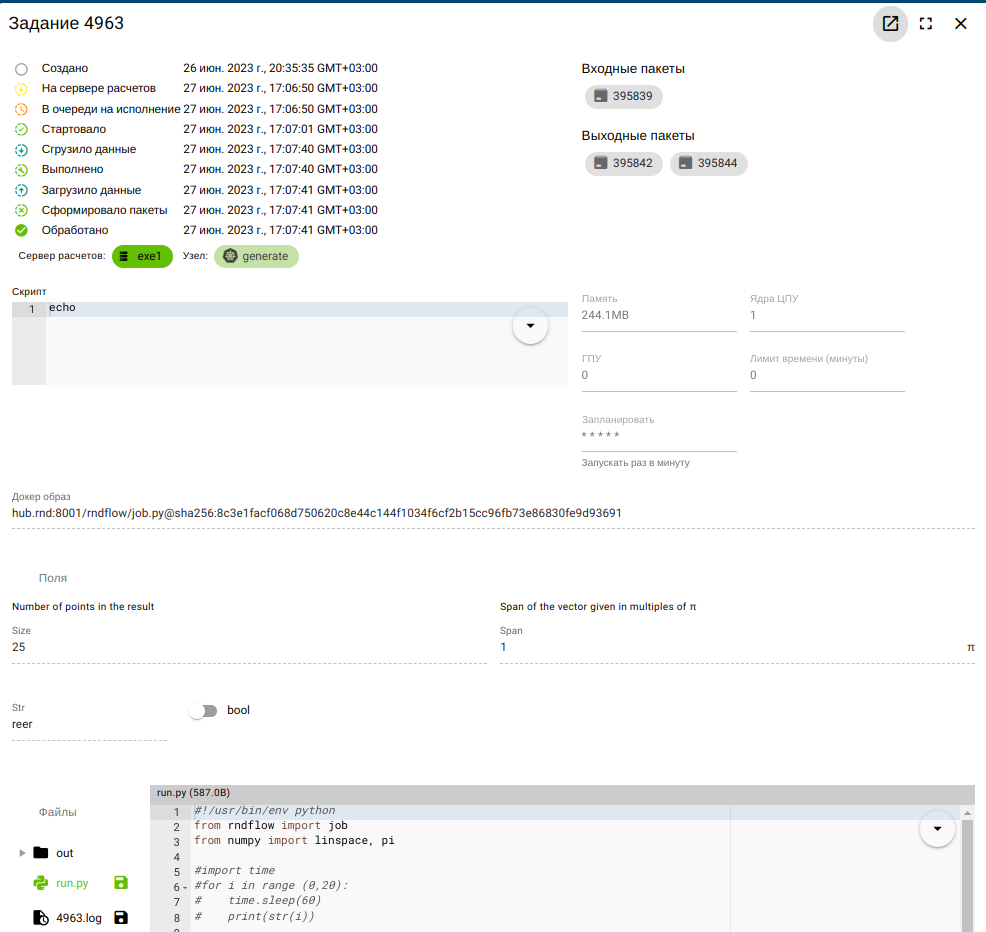 Задание 4963
Создано 26 июн. 2023 г., 20:35:35 GMT+03:00
На сервере расчетов 27 июн. 2023 г., 17:06:50 GMT+03:00
В очереди на исполнение 27 июн. 2023 г., 17:06:50 GMT+03:00
Стартовало 27 июн. 2023 г., 17:07:01 GMT+03:00
Сгрузило данные 27 июн. 2023 г., 17:07:40 GMT+03:00
Выполнено 27 июн. 2023 г., 17:07:40 GMT+03:00
Загрузило данные 27 июн. 2023 г., 17:07:41 GMT+03:00
Сформировало пакеты 27 июн. 2023 г., 17:07:41 GMT+03:00
Обработано 27 июн. 2023 г., 17:07:41 GMT+03:00
Сервер расчетов: exe1 Узел: generate
Входные пакеты
395839
Выходные пакеты
395842 395844
Скрипт
1 echo
Память
244.1MB
Ядра ЦПУ
1
ГПУ
0
Лимит времени (минуты)
0
Запланировать
* * * * *
Запускать раз в минуту
Докер образ
hub.rnd:8001/rndflow/job.py@sha256:8c3e1facf068d750620c8e44c144f1034f6cf2b15cc96fb73e86830fe9d93691
Поля
Number of points in the result
Size
25
Span of the vector given in multiples of π
Span
1 π
Str
reer
bool
Файлы
out
run.py
4963.log
run.py (587.0B)
1 #!/usr/bin/env python
2 from rndflow import job
3 from numpy import linspace, pi
4
5 #import time
6 #for i in range (0,20):
7 #    time.sleep(60)
8 #    print(str(i))